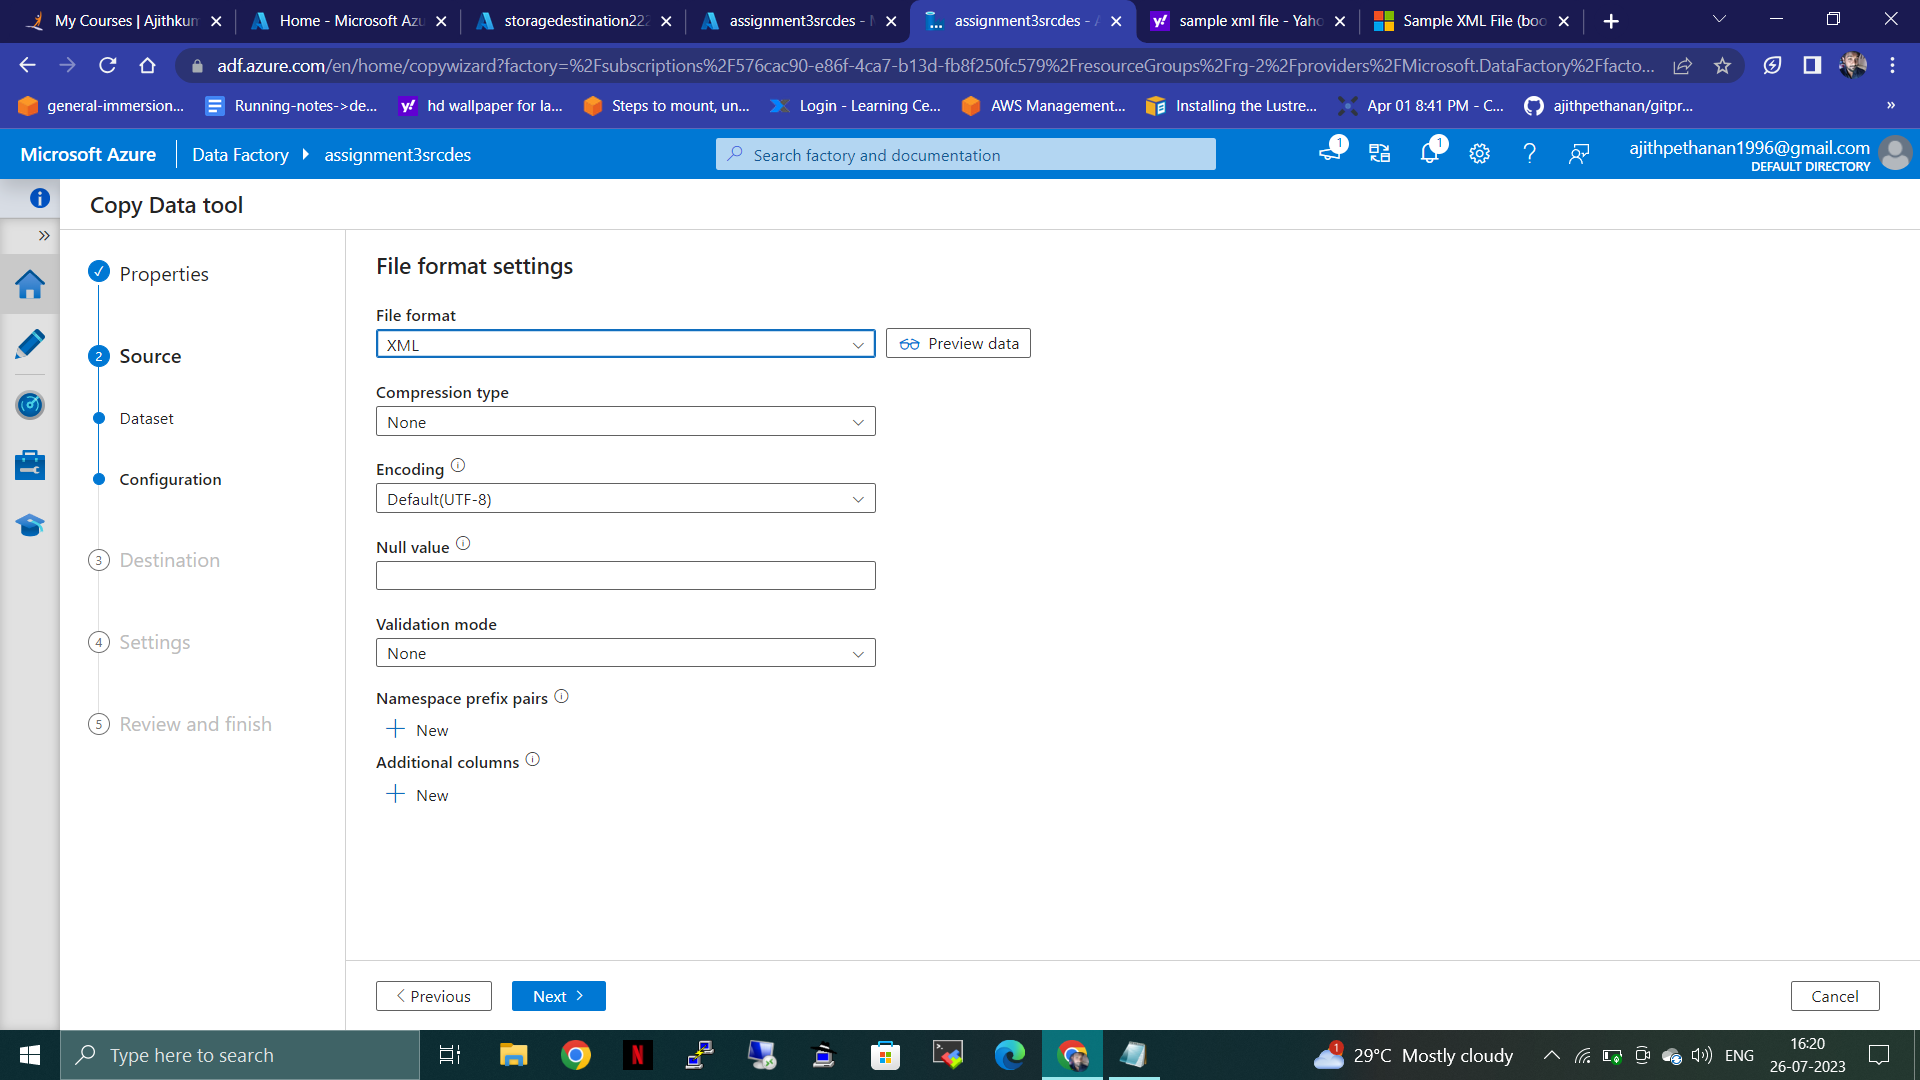 My Courses | Ajithkum
Home - Microsoft Azu
storagedestination222
assignment3srcdes - M
assignment3srcdes - A
sample xml file - Yaho
Sample XML File (boo
adf.azure.com/en/home/copywizard?factory=%2Fsubscriptions%2F576cac90-e86f-4ca7-b13d-fb8f250fc579%2FresourceGroups%2Frg-2%2Fproviders%2FMicrosoft.DataFactory%2Ffacto...
general-immersion...
Running-notes->de...
hd wallpaper for la...
Steps to mount, un...
Login - Learning Ce...
AWS Management...
Installing the Lustre...
Apr 01 8:41 PM - C...
ajithpethanan/gitpr...
»
Microsoft Azure
Data Factory
assignment3srcdes
Search factory and documentation
1
1
ajithpethanan1996@gmail.com
DEFAULT DIRECTORY
Copy Data tool
Properties
2 Source
Dataset
Configuration
3 Destination
4 Settings
5 Review and finish
File format settings
File format
XML
Preview data
Compression type
None
Encoding
Default(UTF-8)
Null value
Validation mode
None
Namespace prefix pairs
New
Additional columns
New
Previous
Next
Cancel
Type here to search
1
29°C Mostly cloudy
ENG
16:20
26-07-2023